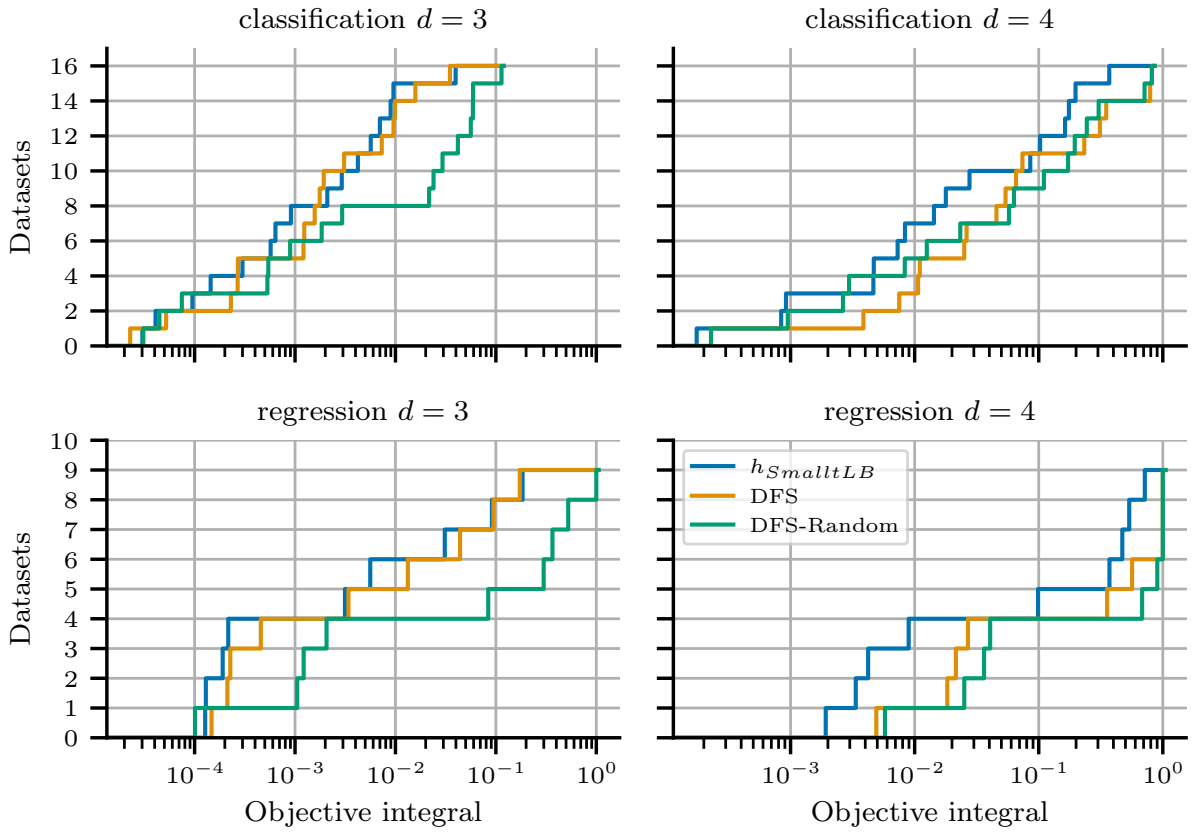 classification d = 3
classification d = 4
Datasets
16
14
12
10
8
6
4
2
0
regression d = 3
regression d = 4
Datasets
10
9
8
7
6
5
4
3
2
1
0
h_{SmalltLB}
DFS
DFS-Random
10^{-4} 10^{-3} 10^{-2} 10^{-1} 10^{0}
10^{-3} 10^{-2} 10^{-1} 10^{0}
Objective integral
Objective integral